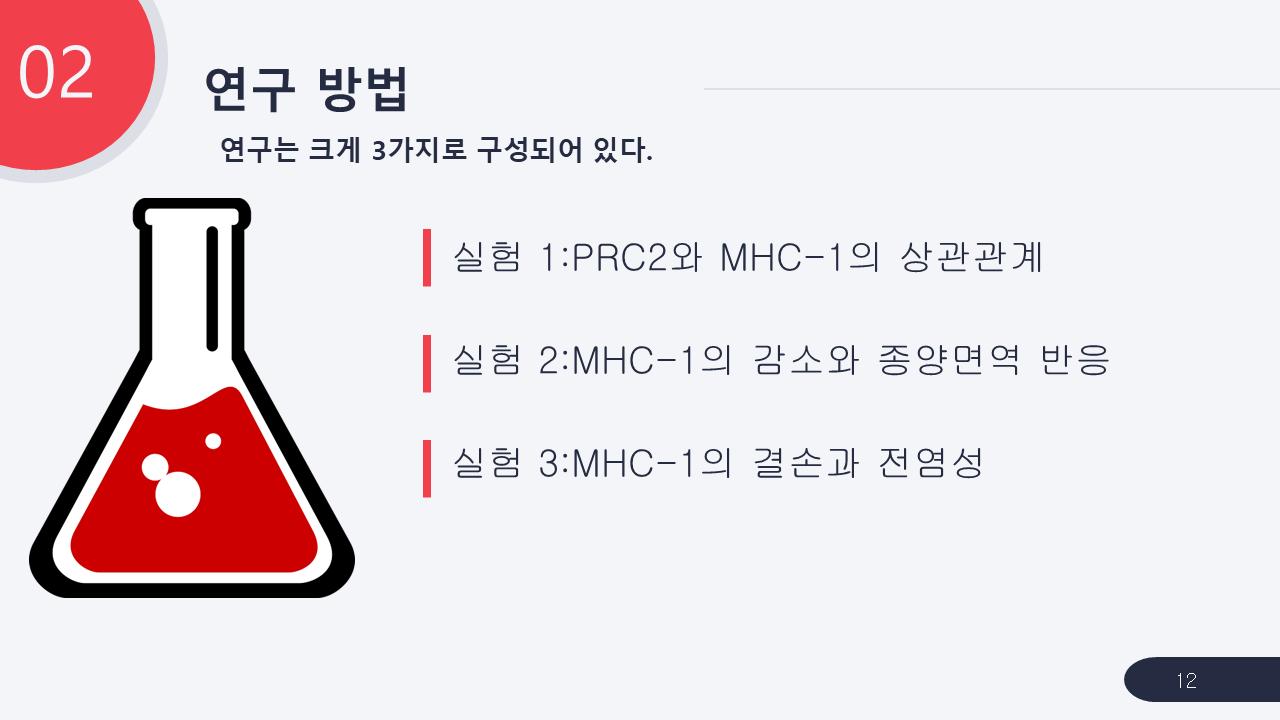 02
연구 방법
연구는 크게 3가지로 구성되어 있다.
실험 1:PRC2와 MHC-1의 상관관계
실험 2:MHC-1의 감소와 종양면역 반응
실험 3:MHC-1의 결손과 전염성
12